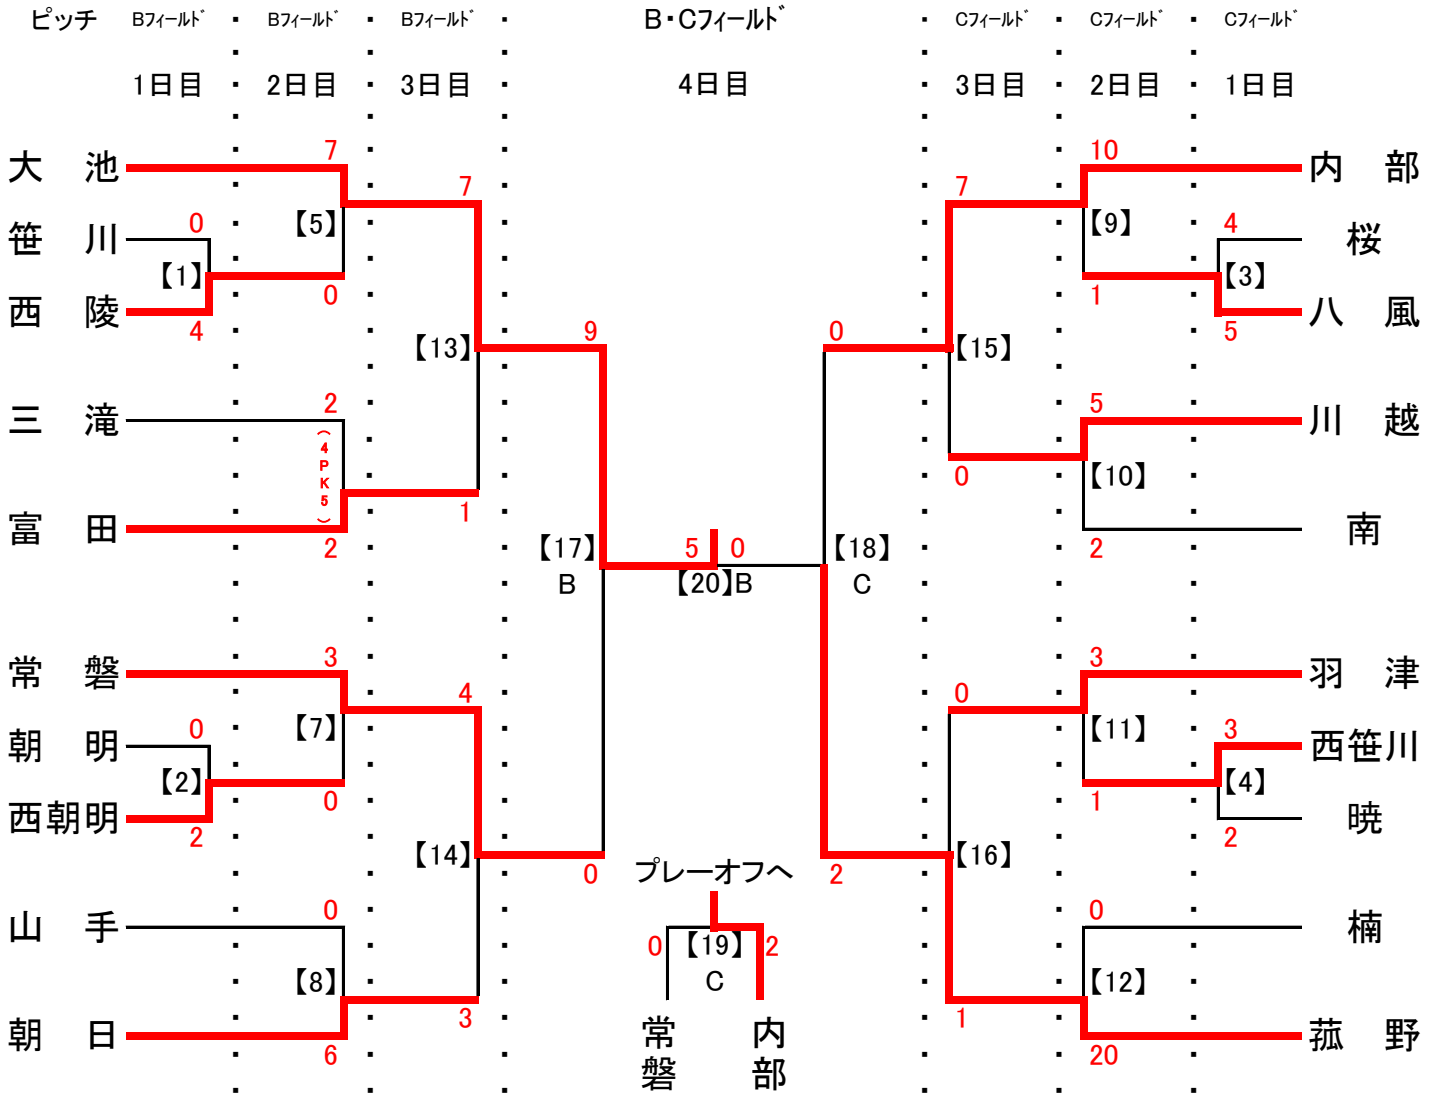 ピッチ Bフィールド Bフィールド Bフィールド B・Cフィールド Cフィールド Cフィールド Cフィールド
1日目 2日目 3日目 4日目 3日目 2日目 1日目
7 10
大池 内部
7 7
笹川 0 【5】 【9】 4 桜
【1】 【3】
0 1
西陵 八風
4 5
9 0
【13】 【15】
2 5
三滝 川越
（4PK5）
0
【10】
1
富田 南
2 2
【17】 5 0 【18】
B 【20】B C
3 3
常磐 羽津
4 0
0 【7】 【11】 3
朝明 西笹川
【2】 【4】
0 1
西朝明 暁
2 2
【14】 【16】
プレーオフへ
0 2
0 0
山手 楠
0 【19】 2
【8】 C 【12】
3 1
朝日 常磐 内部 菰野
6 20